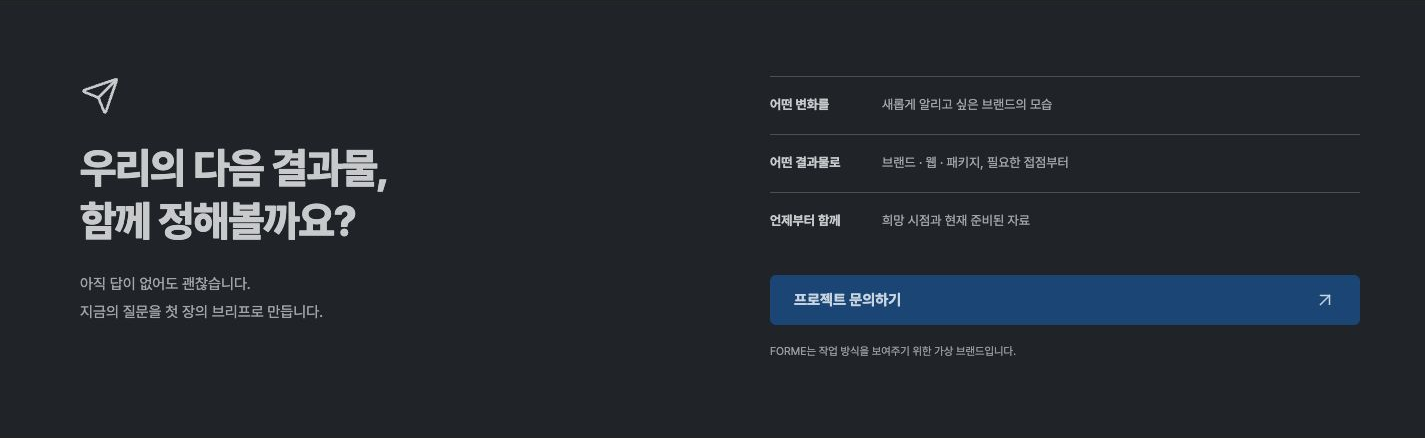 우리의 다음 결과물,
함께 정해볼까요?
아직 답이 없어도 괜찮습니다.
지금의 질문을 첫 장의 브리프로 만듭니다.
어떤 변화를 새롭게 알리고 싶은 브랜드의 모습
어떤 결과물로 브랜드 · 웹 · 패키지, 필요한 접점부터
언제부터 함께 희망 시점과 현재 준비된 자료
프로젝트 문의하기
FORME는 작업 방식을 보여주기 위한 가상 브랜드입니다.